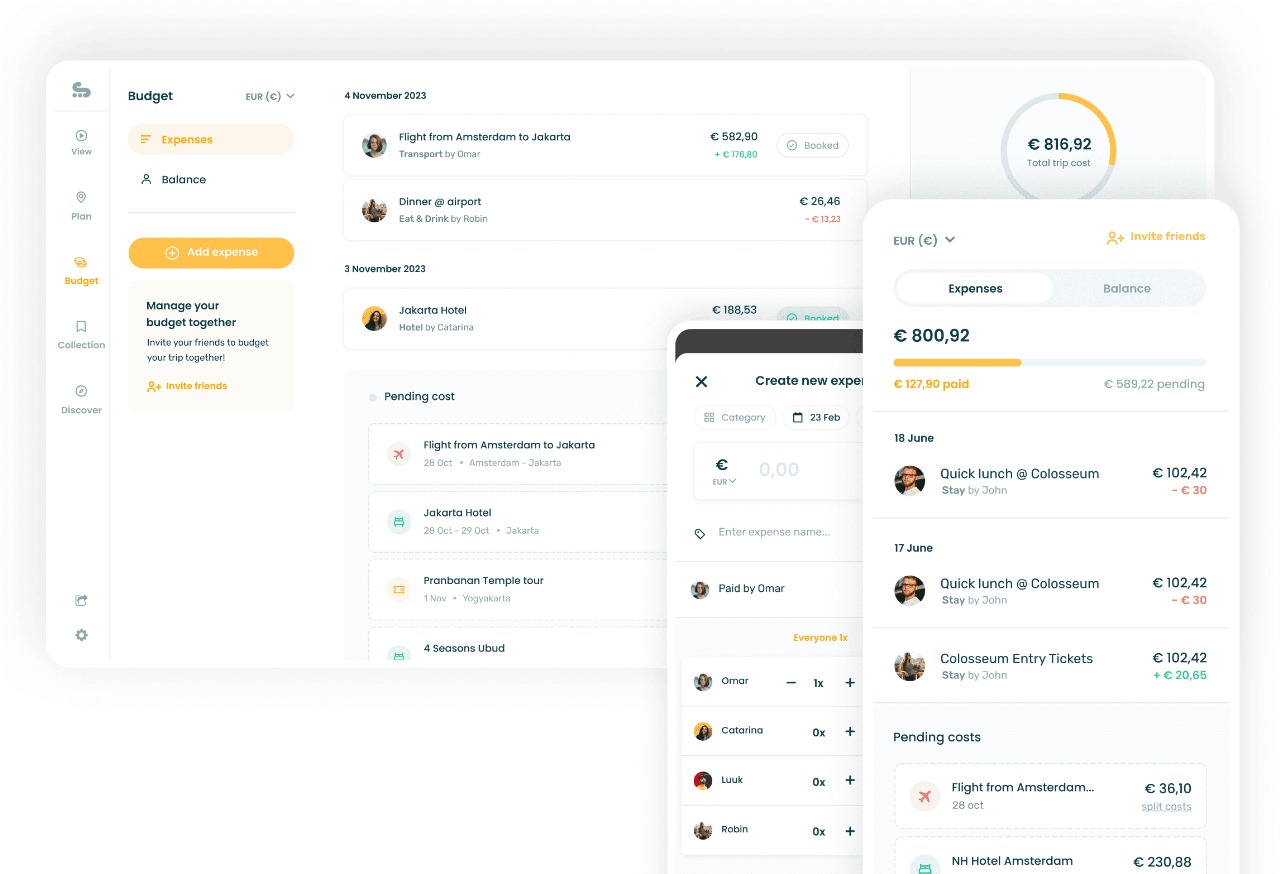 Budget
EUR (€)
Expenses
Balance
Add expense
Manage your
budget together
Invite your friends to budget
your trip together!
Invite friends
View
Plan
Budget
Collection
Discover
4 November 2023
Flight from Amsterdam to Jakarta
Transport by Omar
€ 582,90
+ € 176,80
Booked
Dinner @ airport
Eat & Drink by Robin
€ 26,46
- € 13,23
3 November 2023
Jakarta Hotel
Hotel by Catarina
€ 188,53
Booked
Pending cost
Flight from Amsterdam to Jakarta
28 Oct • Amsterdam - Jakarta
Jakarta Hotel
28 Oct - 29 Oct • Jakarta
Pranbanan Temple tour
1 Nov • Yogyakarta
4 Seasons Ubud
€ 816,92
Total trip cost
Create new exper
Category
23 Feb
€
EUR
0,00
Enter expense name...
Paid by Omar
Everyone 1x
Omar
− 1x +
Catarina
0x +
Luuk
0x +
Robin
0x +
EUR (€)
Invite friends
Expenses
Balance
€ 800,92
€ 127,90 paid
€ 589,22 pending
18 June
Quick lunch @ Colosseum
Stay by John
€ 102,42
- € 30
17 June
Quick lunch @ Colosseum
Stay by John
€ 102,42
- € 30
Colosseum Entry Tickets
Stay by John
€ 102,42
+ € 20,65
Pending costs
Flight from Amsterdam...
28 oct
€ 36,10
split costs
NH Hotel Amsterdam
€ 230,88